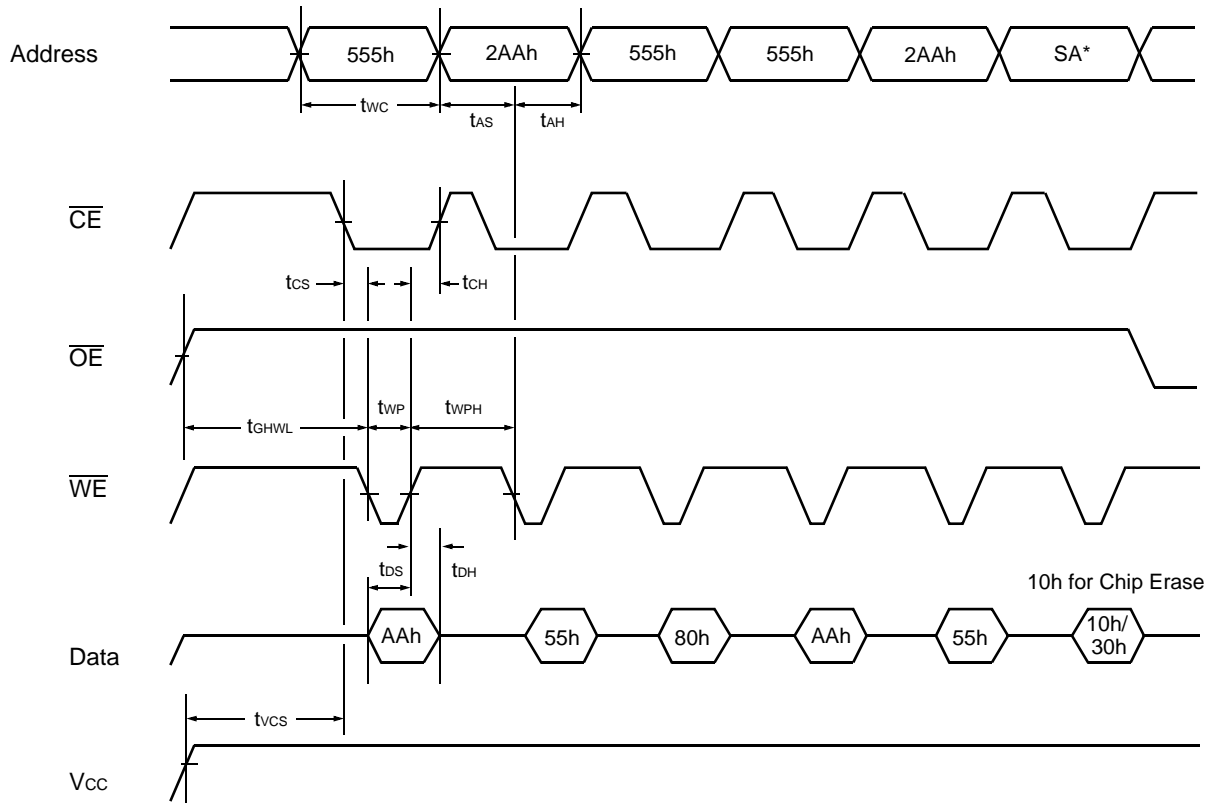 Address
555h
2AAh
555h
555h
2AAh
SA*
tWC
tAS
tAH
CE
tCS
tCH
OE
tGHWL
tWP
tWPH
WE
tDS
tDH
10h for Chip Erase
Data
AAh
55h
80h
AAh
55h
10h/
30h
tVCS
VCC